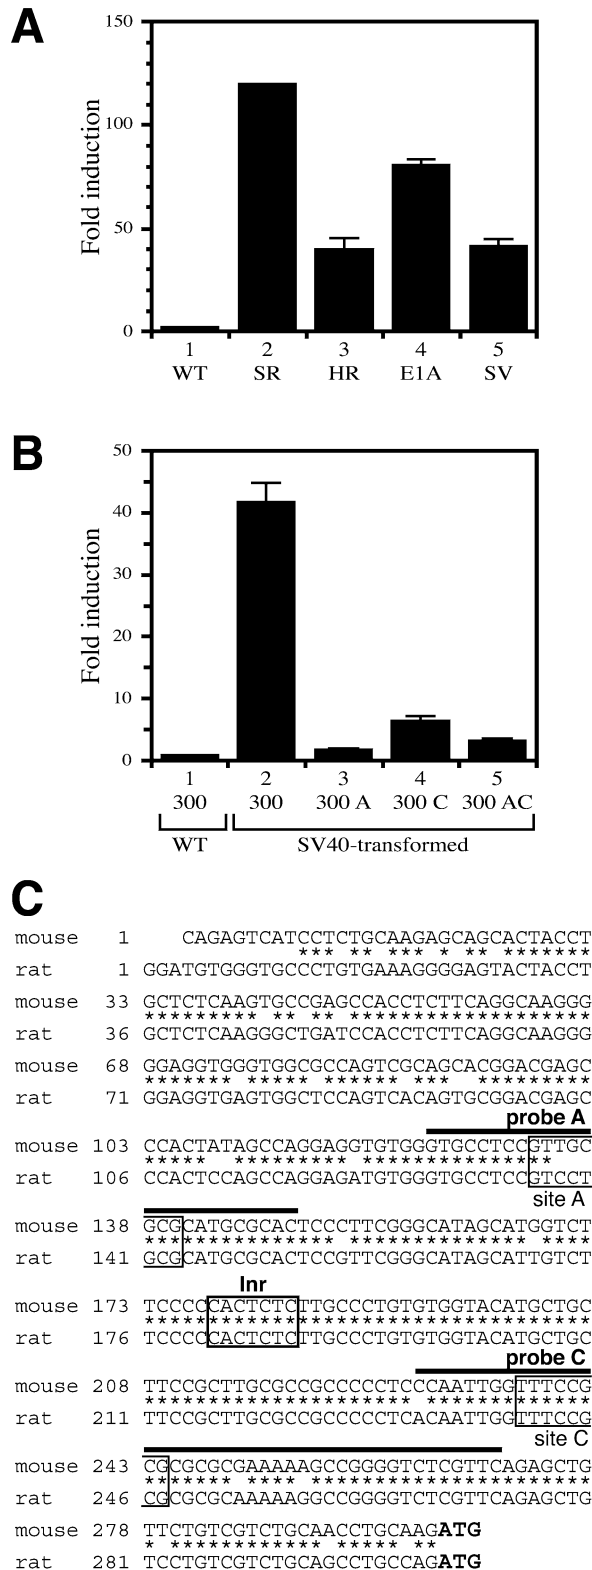 A
Fold induction
150
100
50
0
1 2 3 4 5
WT SR HR E1A SV
B
Fold induction
50
40
30
20
10
0
1 2 3 4 5
300 300 300 A 300 C 300 AC
WT SV40-transformed
C
mouse 1 CAGAGTCATCCTCTGCAAGAGCAGCACTACCT
*** ** *** * ** *******
rat 1 GGATGTGGGTGCCCTGTGAAAGGGGAGTACTACCT
mouse 33 GCTCTCAAGTGCCGAGCCACCTCTTCAGGCAAGGG
********* ** ** ********************
rat 36 GCTCTCAAGGGCTGATCCACCTCTTCAGGCAAGGG
mouse 68 GGAGGTGGGTGGCGCCAGTCGCAGCACGGACGAGC
******* ***** ****** *** *********
rat 71 GGAGGTGAGTGGCTCCAGTCACAGTGCGGACGAGC
probe A
mouse 103 CCACTATAGCCAGGAGGTGTGGGTGCCTCCGTTGC
***** ********* ***************
rat 106 CCACTCCAGCCAGGAGATGTGGGTGCCTCCGTCCT
site A
mouse 138 GCGCATGCGCACTCCCTTCGGGCATAGCATGGTCT
*************** ************** ****
rat 141 GCGCATGCGCACTCCGTTCGGGCATAGCATTGTCT
Inr
mouse 173 TCCCCCACTCTCTTGCCCTGTGTGGTACATGCTGC
***********************************
rat 176 TCCCCCACTCTCTTGCCCTGTGTGGTACATGCTGC
probe C
mouse 208 TTCCGCTTGCGCCGCCCCCTCCCAATTGGTTTCCG
********************* *************
rat 211 TTCCGCTTGCGCCGCCCCCTCACAATTGGTTTCCG
site C
mouse 243 CGCGCGCGAAAAAGCCGGGGTCTCGTTCAGAGCTG
****** **** **********************
rat 246 CGCGCGCAAAAAGGCCGGGGTCTCGTTCAGAGCTG
mouse 278 TTCTGTCGTCTGCAACCTGCAAGATG
* ************ ***** **
rat 281 TCCTGTCGTCTGCAGCCTGCCAGATG